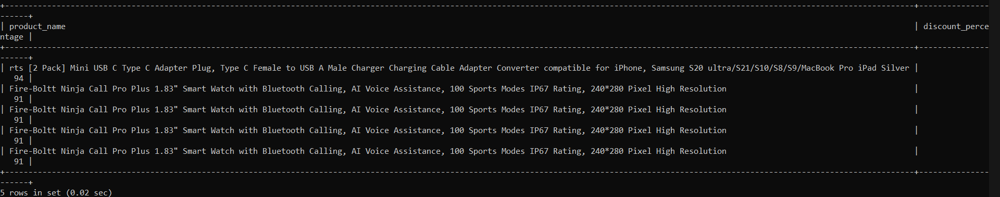 +--------------------------------------------------------------------------------------------------------------------------------------------------------------------------------------------------+---------------
------+
| product_name | discount_perce
ntage |
+--------------------------------------------------------------------------------------------------------------------------------------------------------------------------------------------------+---------------
------+
| rts [2 Pack] Mini USB C Type C Adapter Plug, Type C Female to USB A Male Charger Charging Cable Adapter Converter compatible for iPhone, Samsung S20 ultra/S21/S10/S8/S9/MacBook Pro iPad Silver |
94 |
| Fire-Boltt Ninja Call Pro Plus 1.83" Smart Watch with Bluetooth Calling, AI Voice Assistance, 100 Sports Modes IP67 Rating, 240*280 Pixel High Resolution |
91 |
| Fire-Boltt Ninja Call Pro Plus 1.83" Smart Watch with Bluetooth Calling, AI Voice Assistance, 100 Sports Modes IP67 Rating, 240*280 Pixel High Resolution |
91 |
| Fire-Boltt Ninja Call Pro Plus 1.83" Smart Watch with Bluetooth Calling, AI Voice Assistance, 100 Sports Modes IP67 Rating, 240*280 Pixel High Resolution |
91 |
| Fire-Boltt Ninja Call Pro Plus 1.83" Smart Watch with Bluetooth Calling, AI Voice Assistance, 100 Sports Modes IP67 Rating, 240*280 Pixel High Resolution |
91 |
+--------------------------------------------------------------------------------------------------------------------------------------------------------------------------------------------------+---------------
------+
5 rows in set (0.02 sec)